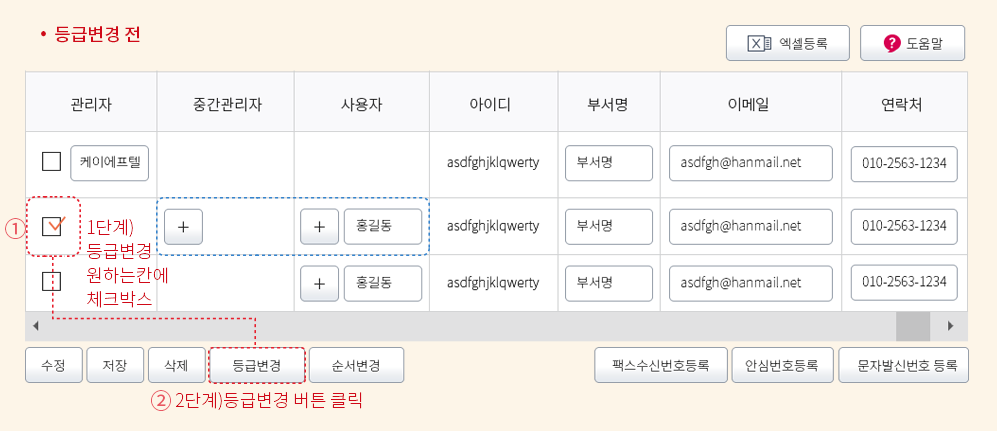 • 등급변경 전
엑셀등록
? 도움말
관리자 중간관리자 사용자 아이디 부서명 이메일 연락처
케이에프텔 asdfghjklqwerty 부서명 asdfgh@hanmail.net 010-2563-1234
① + + 홍길동 asdfghjklqwerty 부서명 asdfgh@hanmail.net 010-2563-1234
1단계)
등급변경
원하는칸에
체크박스
+ 홍길동 asdfghjklqwerty 부서명 asdfgh@hanmail.net 010-2563-1234
수정 저장 삭제 등급변경 순서변경 팩스수신번호등록 안심번호등록 문자발신번호 등록
② 2단계)등급변경 버튼 클릭